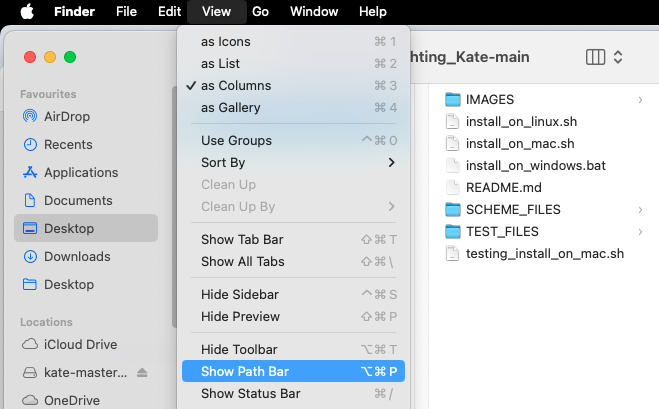 Finder File Edit View Go Window Help
hting_Kate-main
Favourites
AirDrop
Recents
Applications
Documents
Desktop
Downloads
Desktop
Locations
iCloud Drive
kate-master...
OneDrive
as Icons ⌘ 1
as List ⌘ 2
✓ as Columns ⌘ 3
as Gallery ⌘ 4
Use Groups ^⌘ 0
Sort By >
Clean Up
Clean Up By >
Show Tab Bar ⇧⌘ T
Show All Tabs ⇧⌘ \
Hide Sidebar ^⌘ S
Hide Preview ⇧⌘ P
Hide Toolbar ⌥⌘ T
Show Path Bar ⌥⌘ P
Show Status Bar ⌘ /
IMAGES
install_on_linux.sh
install_on_mac.sh
install_on_windows.bat
README.md
SCHEME_FILES
TEST_FILES
testing_install_on_mac.sh